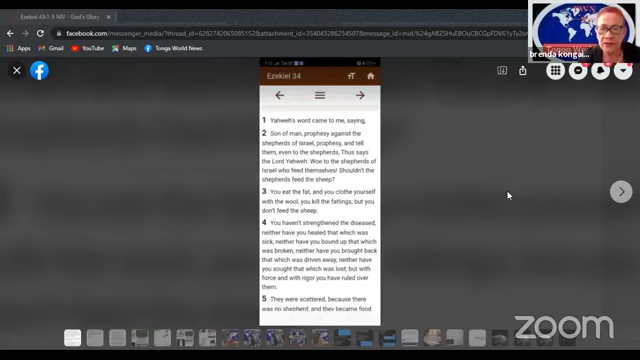 Ezekiel 43:1-5 NIV - God's Glory
facebook.com/messenger_media/?thread_id=628274206508515
Apps
Gmail
YouTube
Maps
Tonga World News
brenda kongai...
Ezekiel 34
1 Yahweh's word came to me, saying,
2 Son of man, prophesy against the
shepherds of Israel, prophesy, and tell
them, even to the shepherds, Thus says
the Lord Yahweh: Woe to the shepherds of
Israel who feed themselves! Shouldn't the
shepherds feed the sheep?
3 You eat the fat, and you clothe yourself
with the wool, you kill the fatlings; but you
don't feed the sheep.
4 You haven't strengthened the diseased,
neither have you healed that which was
sick, neither have you bound up that which
was broken, neither have you brought back
that which was driven away, neither have
you sought that which was lost; but with
force and with rigor you have ruled over
them.
5 They were scattered, because there
was no shepherd; and they became food
zoom